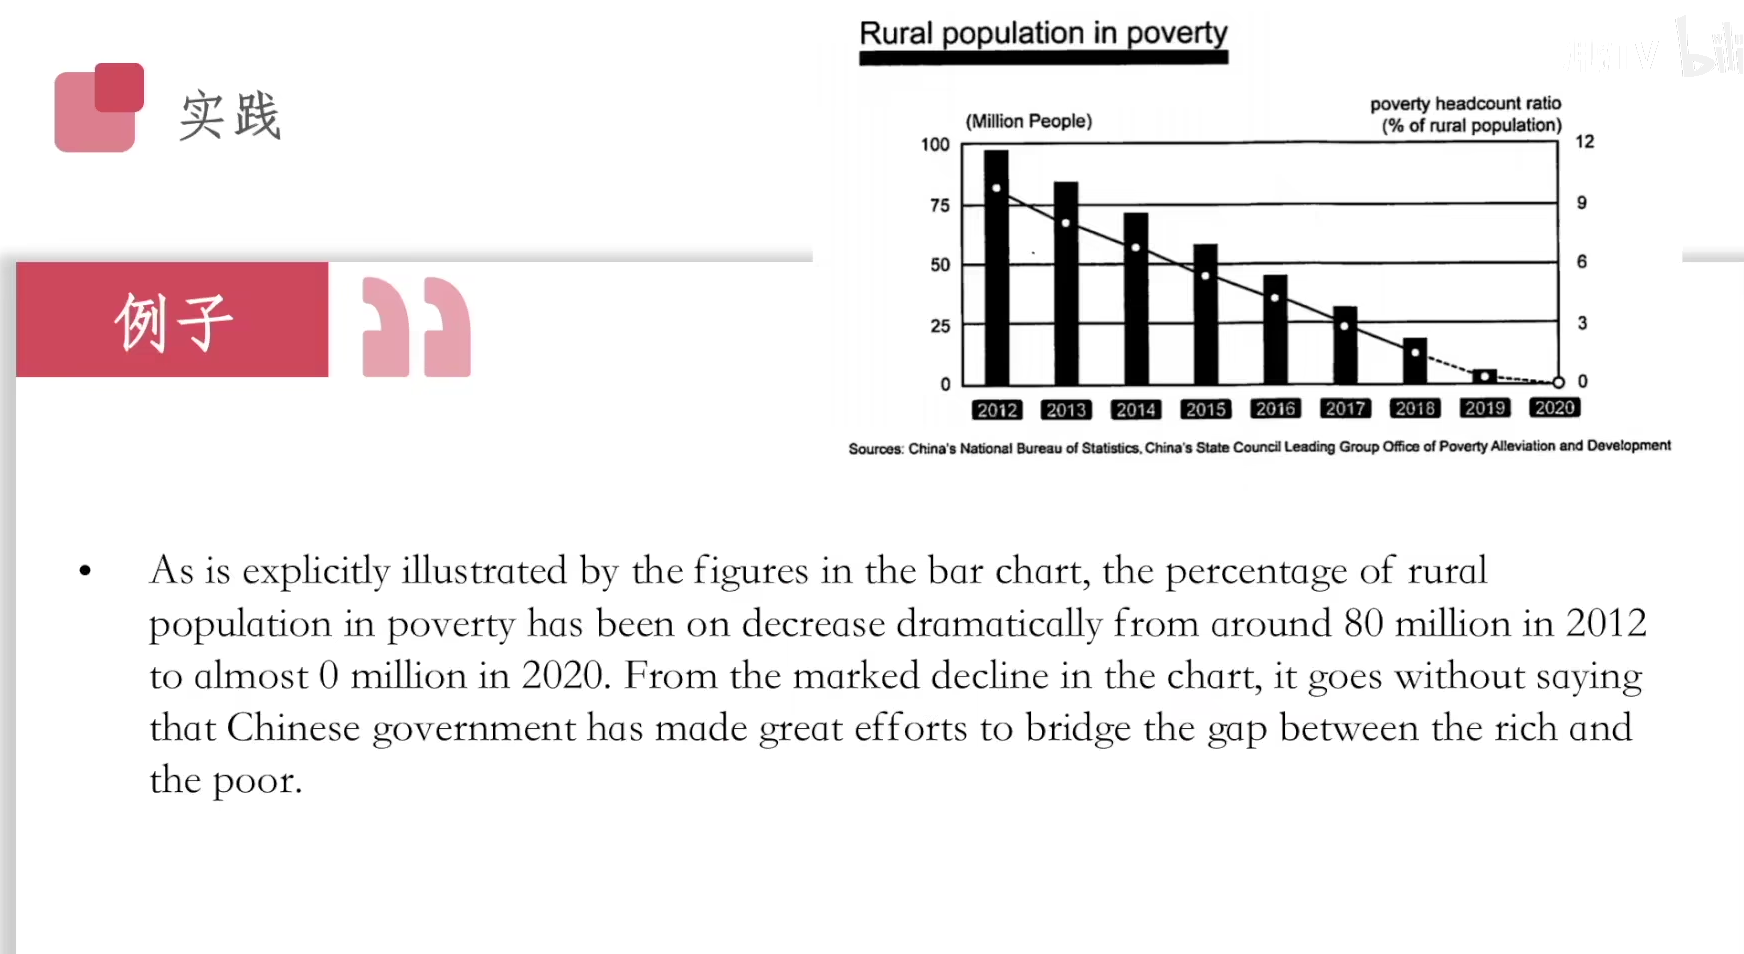 实践
Rural population in poverty
(Million People)
poverty headcount ratio
(% of rural population)
100
75
50
25
0
12
9
6
3
0
2012 2013 2014 2015 2016 2017 2018 2019 2020
Sources: China's National Bureau of Statistics, China's State Council Leading Group Office of Poverty Alleviation and Development
例子
• As is explicitly illustrated by the figures in the bar chart, the percentage of rural
population in poverty has been on decrease dramatically from around 80 million in 2012
to almost 0 million in 2020. From the marked decline in the chart, it goes without saying
that Chinese government has made great efforts to bridge the gap between the rich and
the poor.